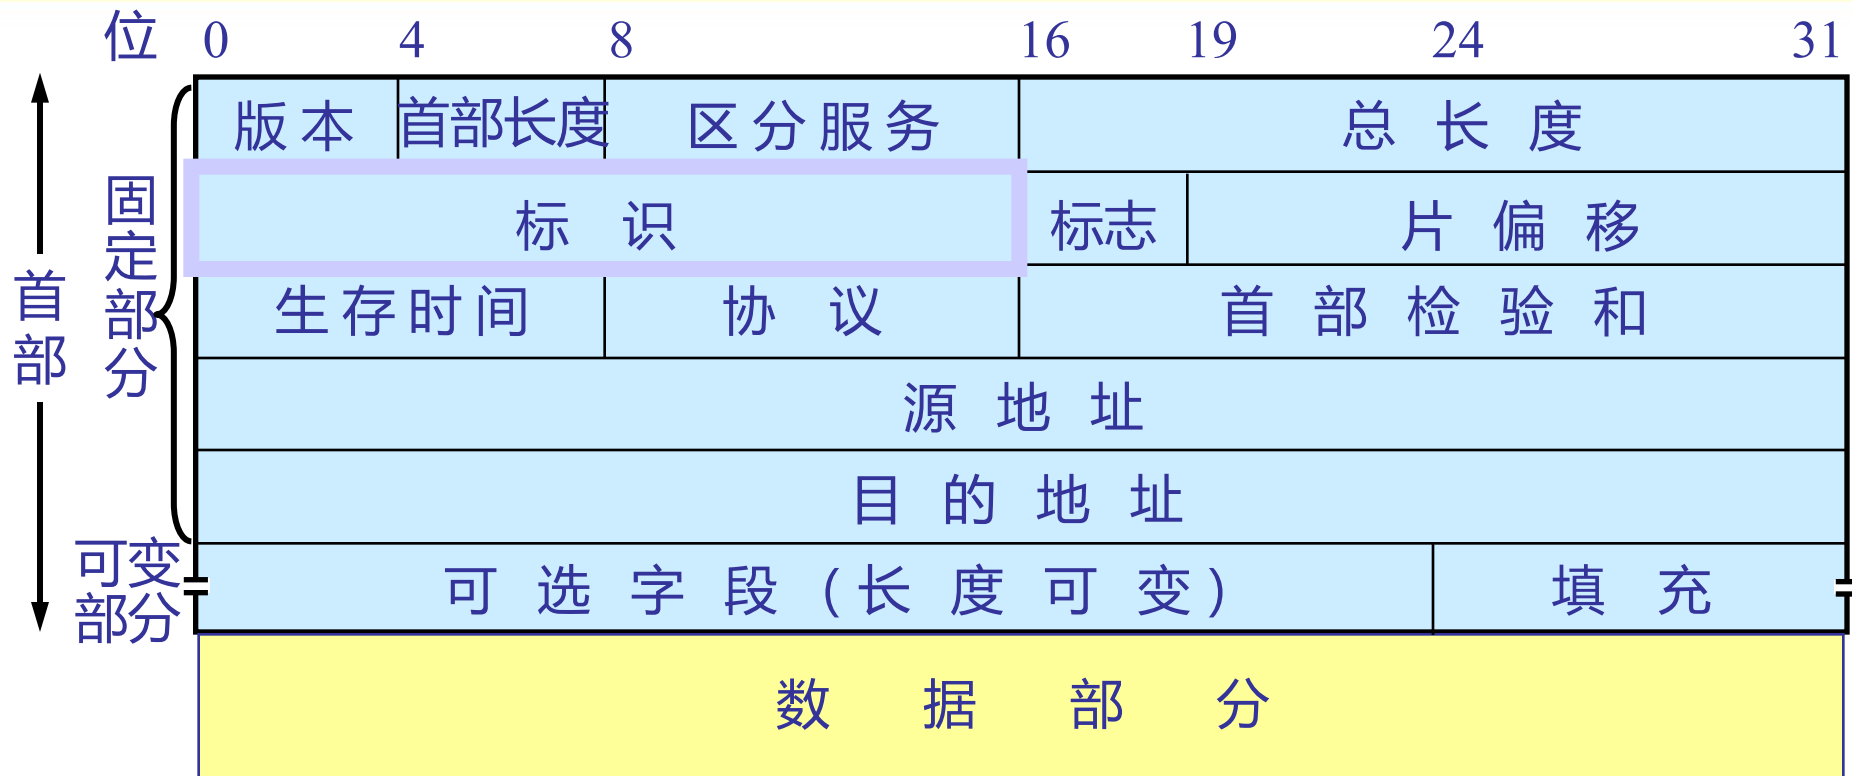 位 0 4 8 16 19 24 31
版本 首部长度 区分服务 总长度
标识 标志 片偏移
生存时间 协议 首部检验和
源地址
目的地址
可选字段(长度可变) 填充
数据部分
首部
固定部分
可变
部分